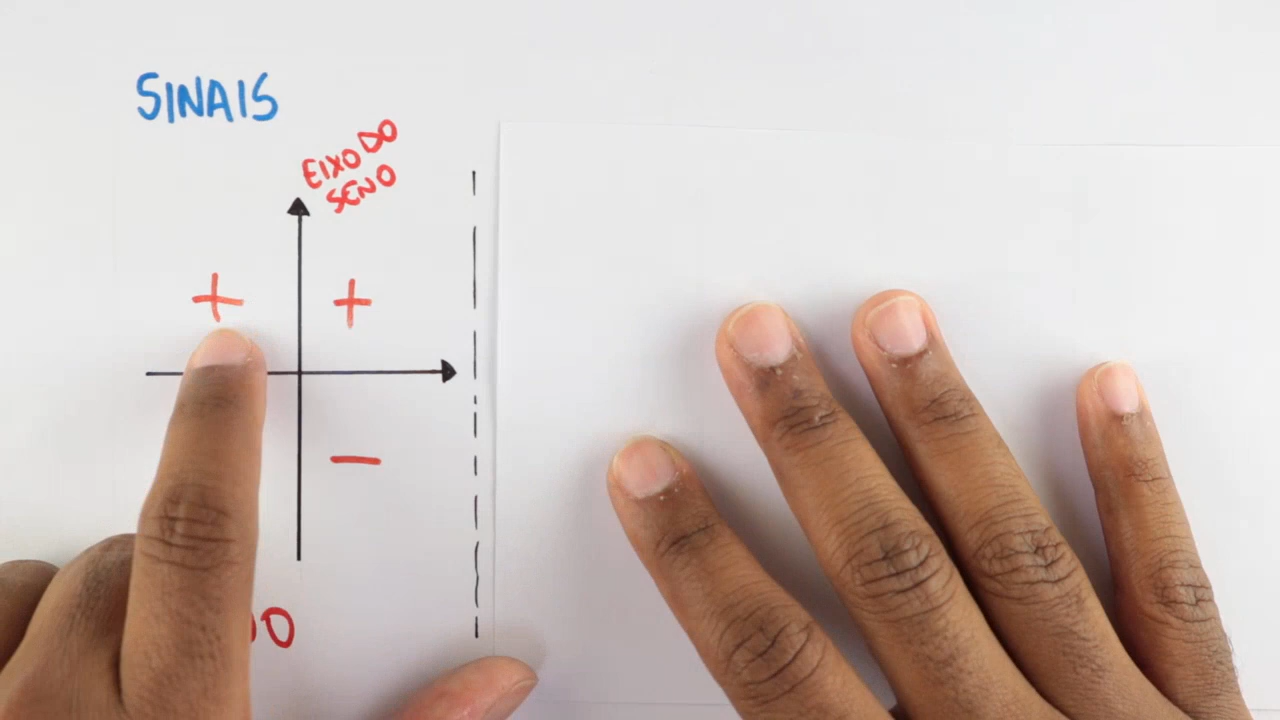 SINAIS
EIXO DO
SENO
+ +
−